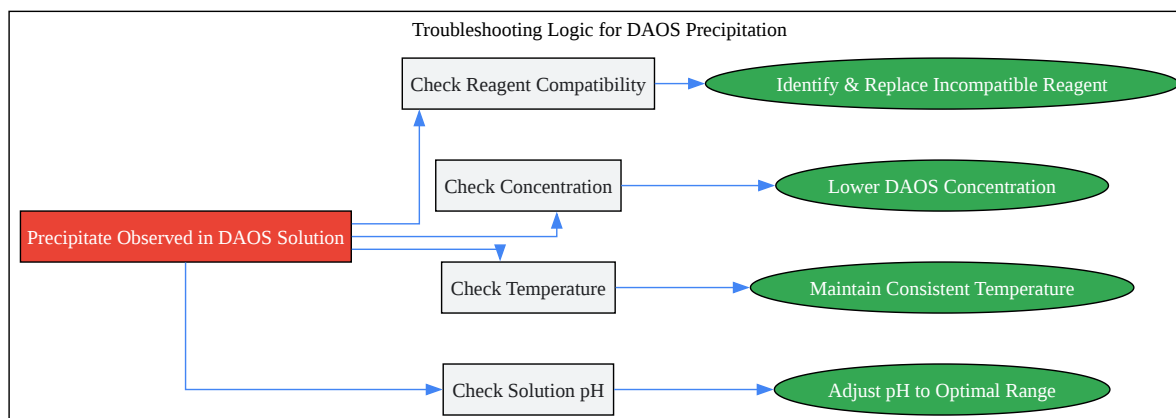 Troubleshooting Logic for DAOS Precipitation
Check Reagent Compatibility
Identify & Replace Incompatible Reagent
Check Concentration
Lower DAOS Concentration
Precipitate Observed in DAOS Solution
Check Temperature
Maintain Consistent Temperature
Check Solution pH
Adjust pH to Optimal Range